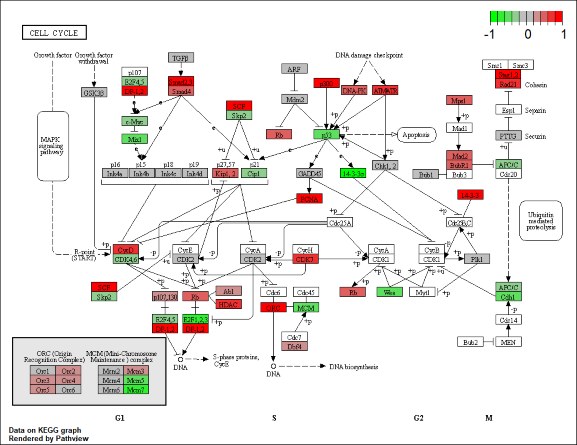 CELL CYCLE
-1 0 1
Growth factor
Growth factor withdrawal
p107
E2F4,5
DP-1,2
TGFβ
Smad2,3
Smad4
GSK3β
c-Myc
Miz1
SCF
Skp2
ARF
Mdm2
Rb
p300
DNA damage checkpoint
DNA-PK
ATM/ATR
p53
Apoptosis
Mps1
Mad1
Mad2
BubR1
Bub1
Bub3
Smc1
Smc3
Rad21
Cohesin
Esp1
Separin
PTTG
Securin
APC/C
Cdc20
MAPK
signaling
pathway
p16
p15
p18
p19
Ink4a
Ink4b
Ink4c
Ink4d
p27,57
Kip1, 2
p21
Cip1
GADD45
14-3-3σ
Chk1, 2
PCNA
14-3-3
Cdc25A
Cdc25B,C
Ubiquitin
mediated
proteolysis
R-point
(START)
CycD
CDK4,6
CycE
CDK2
CycA
CDK2
CycH
CDK7
CycA
CDK1
CycB
CDK1
Plk1
SCF
Skp2
p107,130
Rb
Abl
HDAC
Cdc6
ORC
Cdc45
MCM
Rb
Wee
Myt1
APC/C
Cdh1
E2F4,5
DP-1,2
E2F1,2,3
DP-1,2
Cdc7
Dbf4
Cdc14
Bub2
MEN
DNA
S-phase proteins,
CycE
DNA
DNA biosynthesis
ORC (Origin
Recognition Complex)
MCM (Mini-Chromosome
Maintenance ) complex
Orc1
Orc2
Mcm2
Mcm3
Orc3
Orc4
Mcm4
Mcm5
Orc5
Orc6
Mcm6
Mcm7
G1
S
G2
M
Data on KEGG graph
Rendered by Pathview